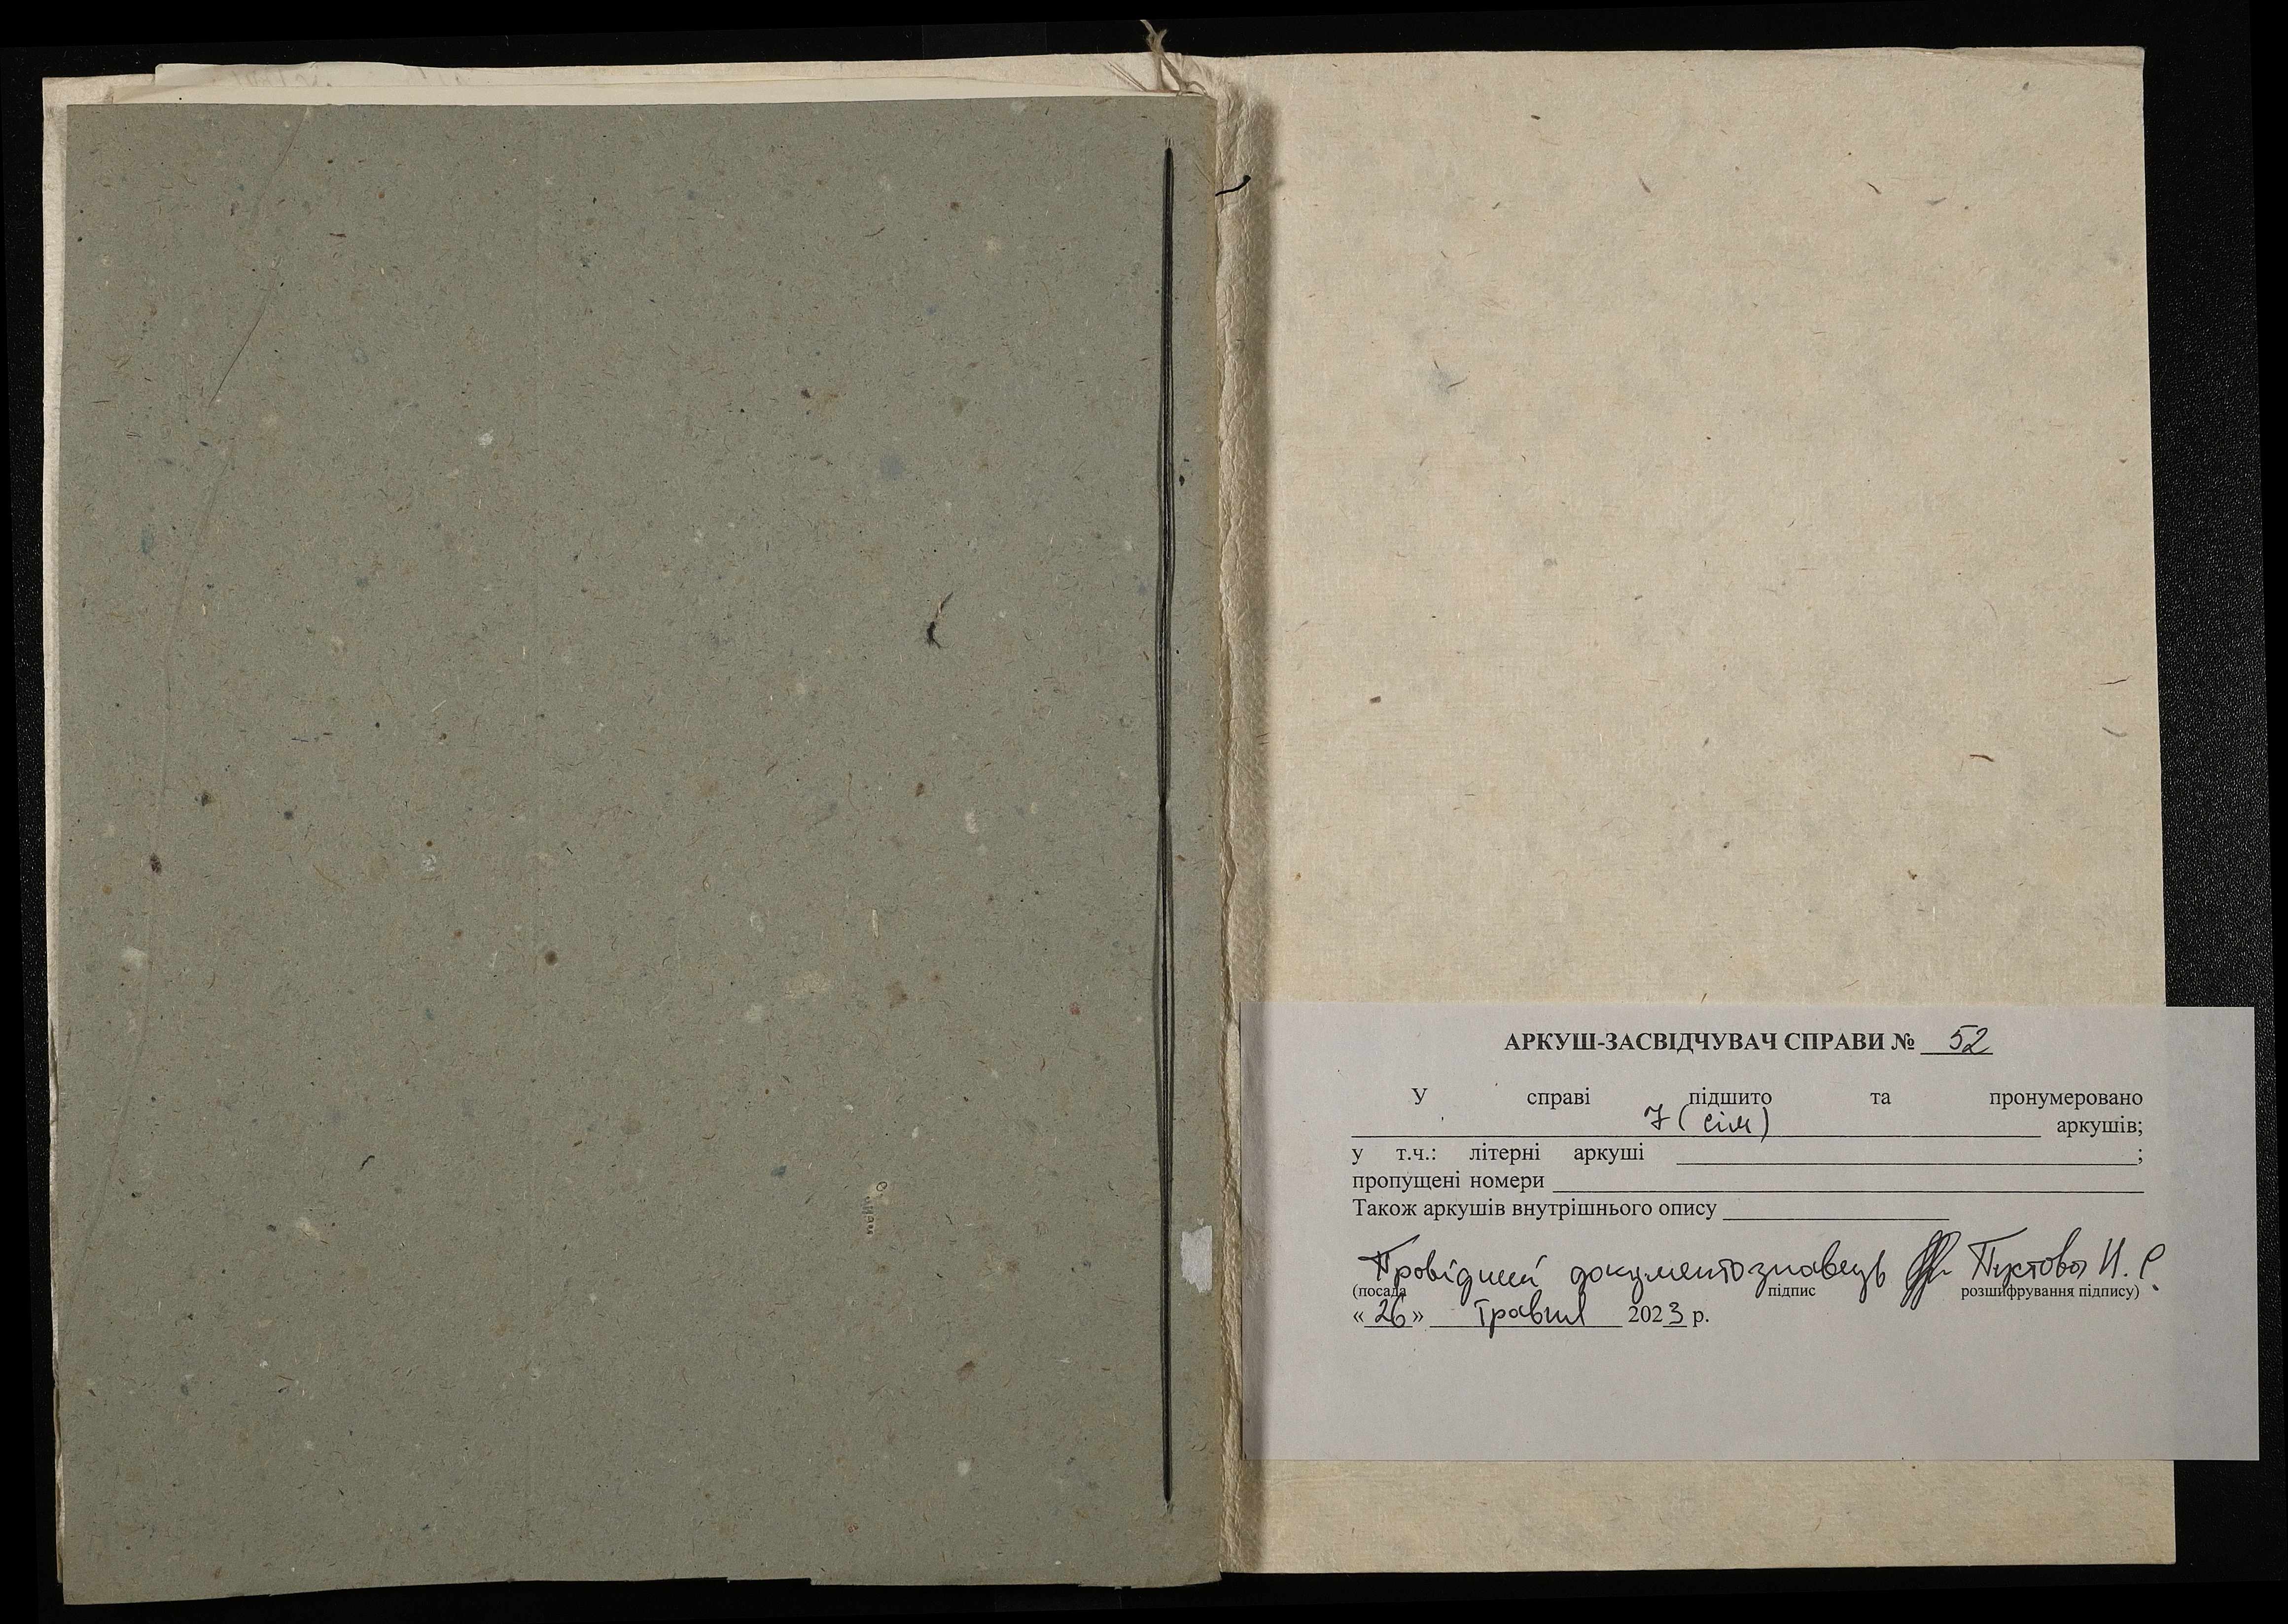 АРКУШ-ЗАСВІДЧУВАЧ СПРАВИ № 52
У справі підшито та пронумеровано
7 (сім) аркушів;
у т.ч.: літерні аркуші ;
пропущені номери
Також аркушів внутрішнього опису
Провідний документознавець Пустова Н. С.
(посада підпис розшифрування підпису)
« 26 » травня 2023 р.